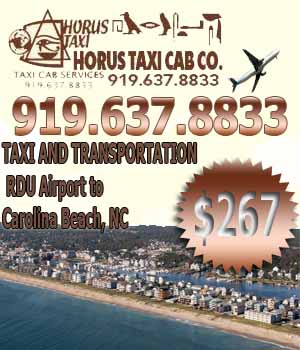 HORUS
TAXI
TAXI CAB SERVICES
919.637.8833
HORUS TAXI CAB CO.
919.637.8833
919.637.8833
TAXI AND TRANSPORTATION
RDU Airport to
Carolina Beach, NC
$267